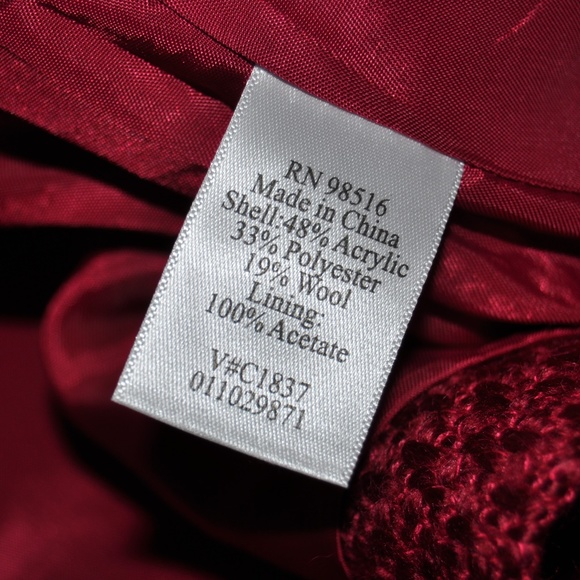 RN 98516
Made in China
Shell:48% Acrylic
33% Polyester
19% Wool
Lining:
100% Acetate
V#C1837
011029871